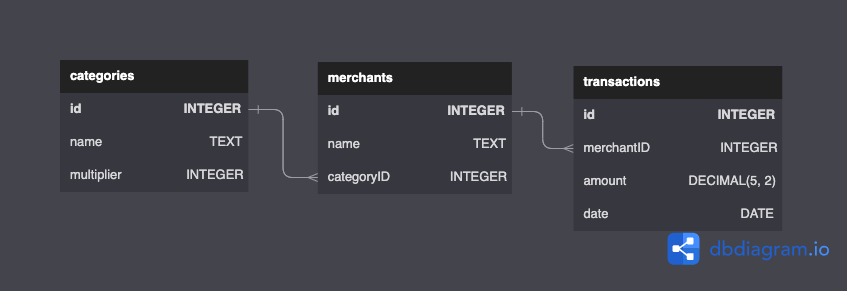 categories
id INTEGER
name TEXT
multiplier INTEGER
merchants
id INTEGER
name TEXT
categoryID INTEGER
transactions
id INTEGER
merchantID INTEGER
amount DECIMAL(5, 2)
date DATE
dbdiagram.io